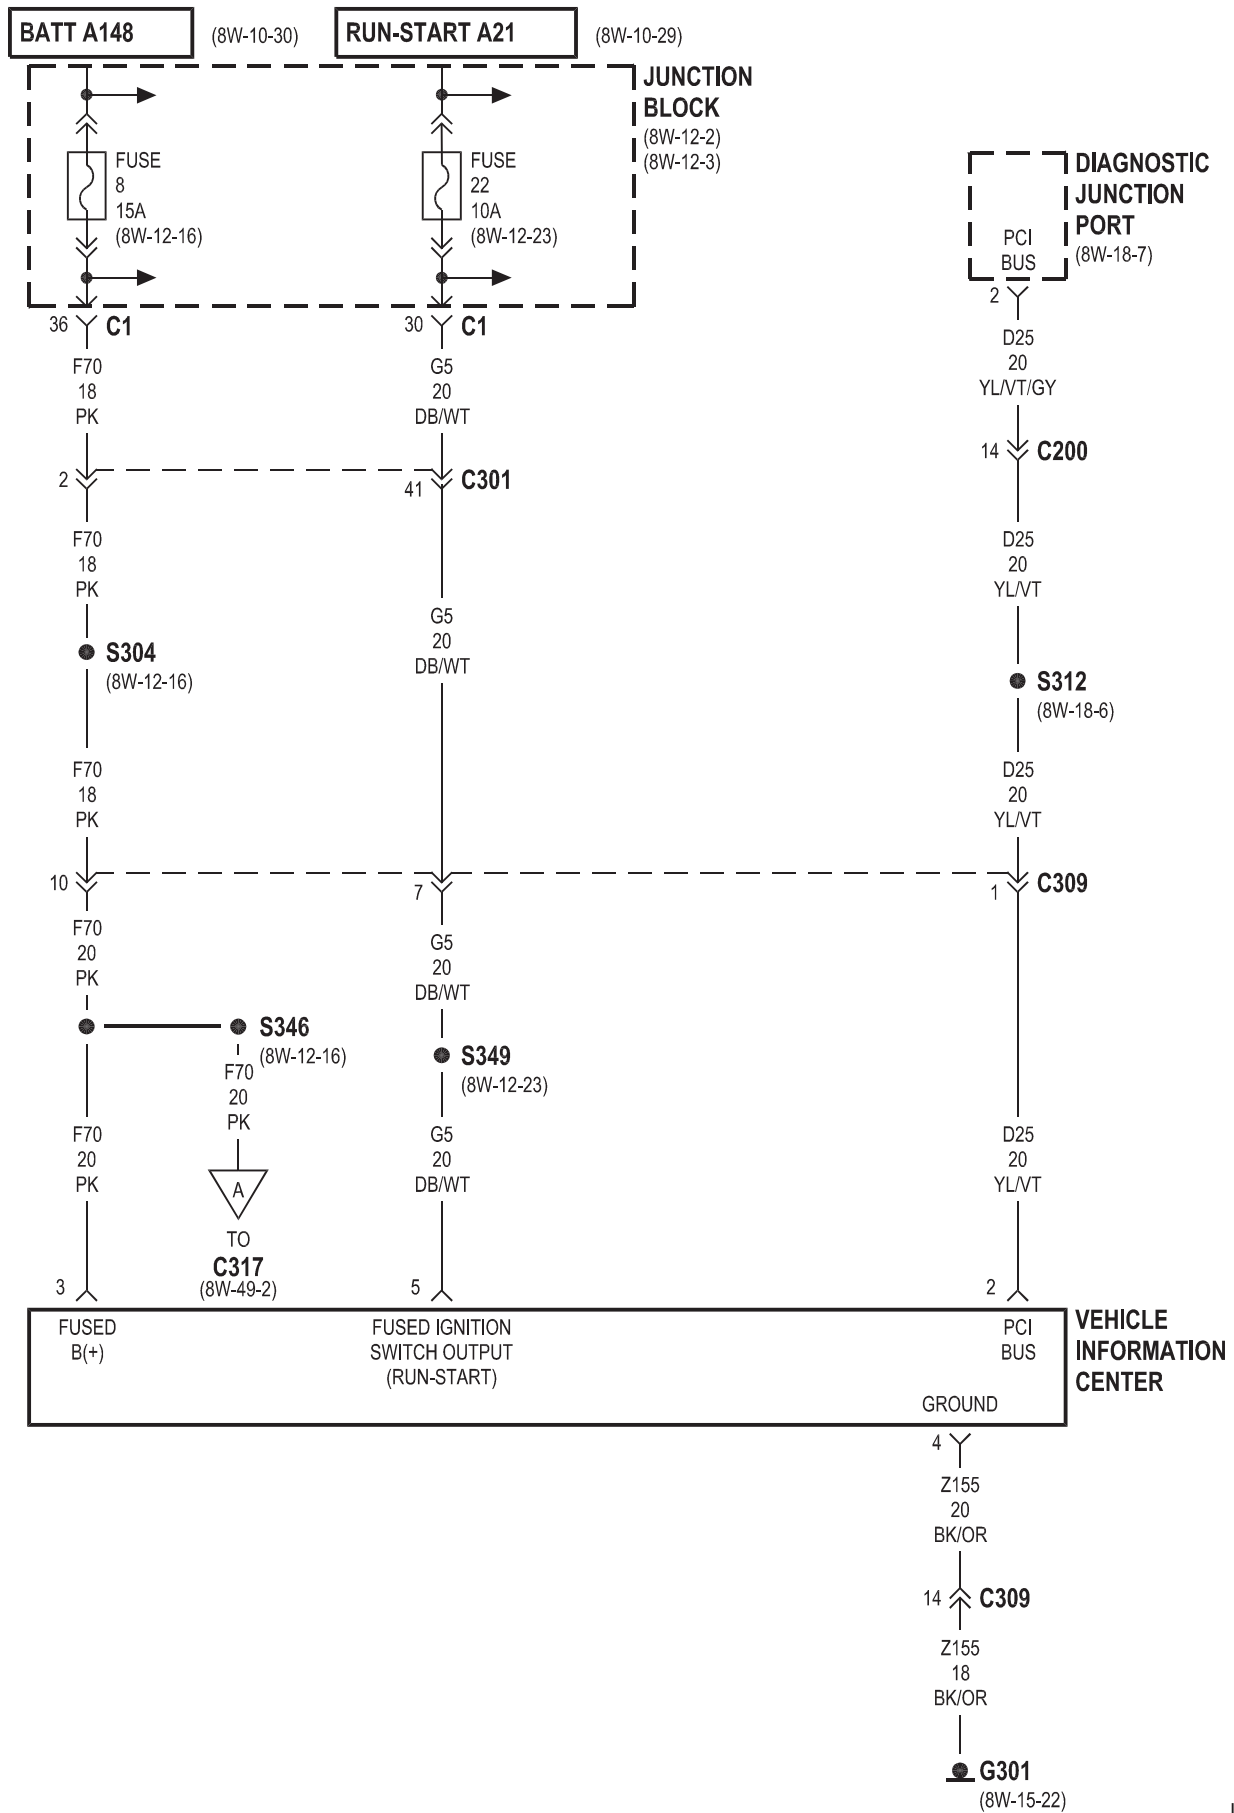 BATT A148
(8W-10-30)
RUN-START A21
(8W-10-29)
JUNCTION
BLOCK
(8W-12-2)
(8W-12-3)
FUSE
8
15A
(8W-12-16)
FUSE
22
10A
(8W-12-23)
DIAGNOSTIC
JUNCTION
PORT
(8W-18-7)
PCI
BUS
2
36
C1
30
C1
F70
18
PK
G5
20
DB/WT
D25
20
YL/VT/GY
14
C200
2
41
C301
F70
18
PK
G5
20
DB/WT
D25
20
YL/VT
S304
(8W-12-16)
S312
(8W-18-6)
F70
18
PK
D25
20
YL/VT
10
7
1
C309
F70
20
PK
G5
20
DB/WT
S346
(8W-12-16)
F70
20
PK
S349
(8W-12-23)
F70
20
PK
G5
20
DB/WT
D25
20
YL/VT
A
TO
C317
(8W-49-2)
3
5
2
FUSED
B(+)
FUSED IGNITION
SWITCH OUTPUT
(RUN-START)
PCI
BUS
VEHICLE
INFORMATION
CENTER
GROUND
4
Z155
20
BK/OR
14
C309
Z155
18
BK/OR
G301
(8W-15-22)